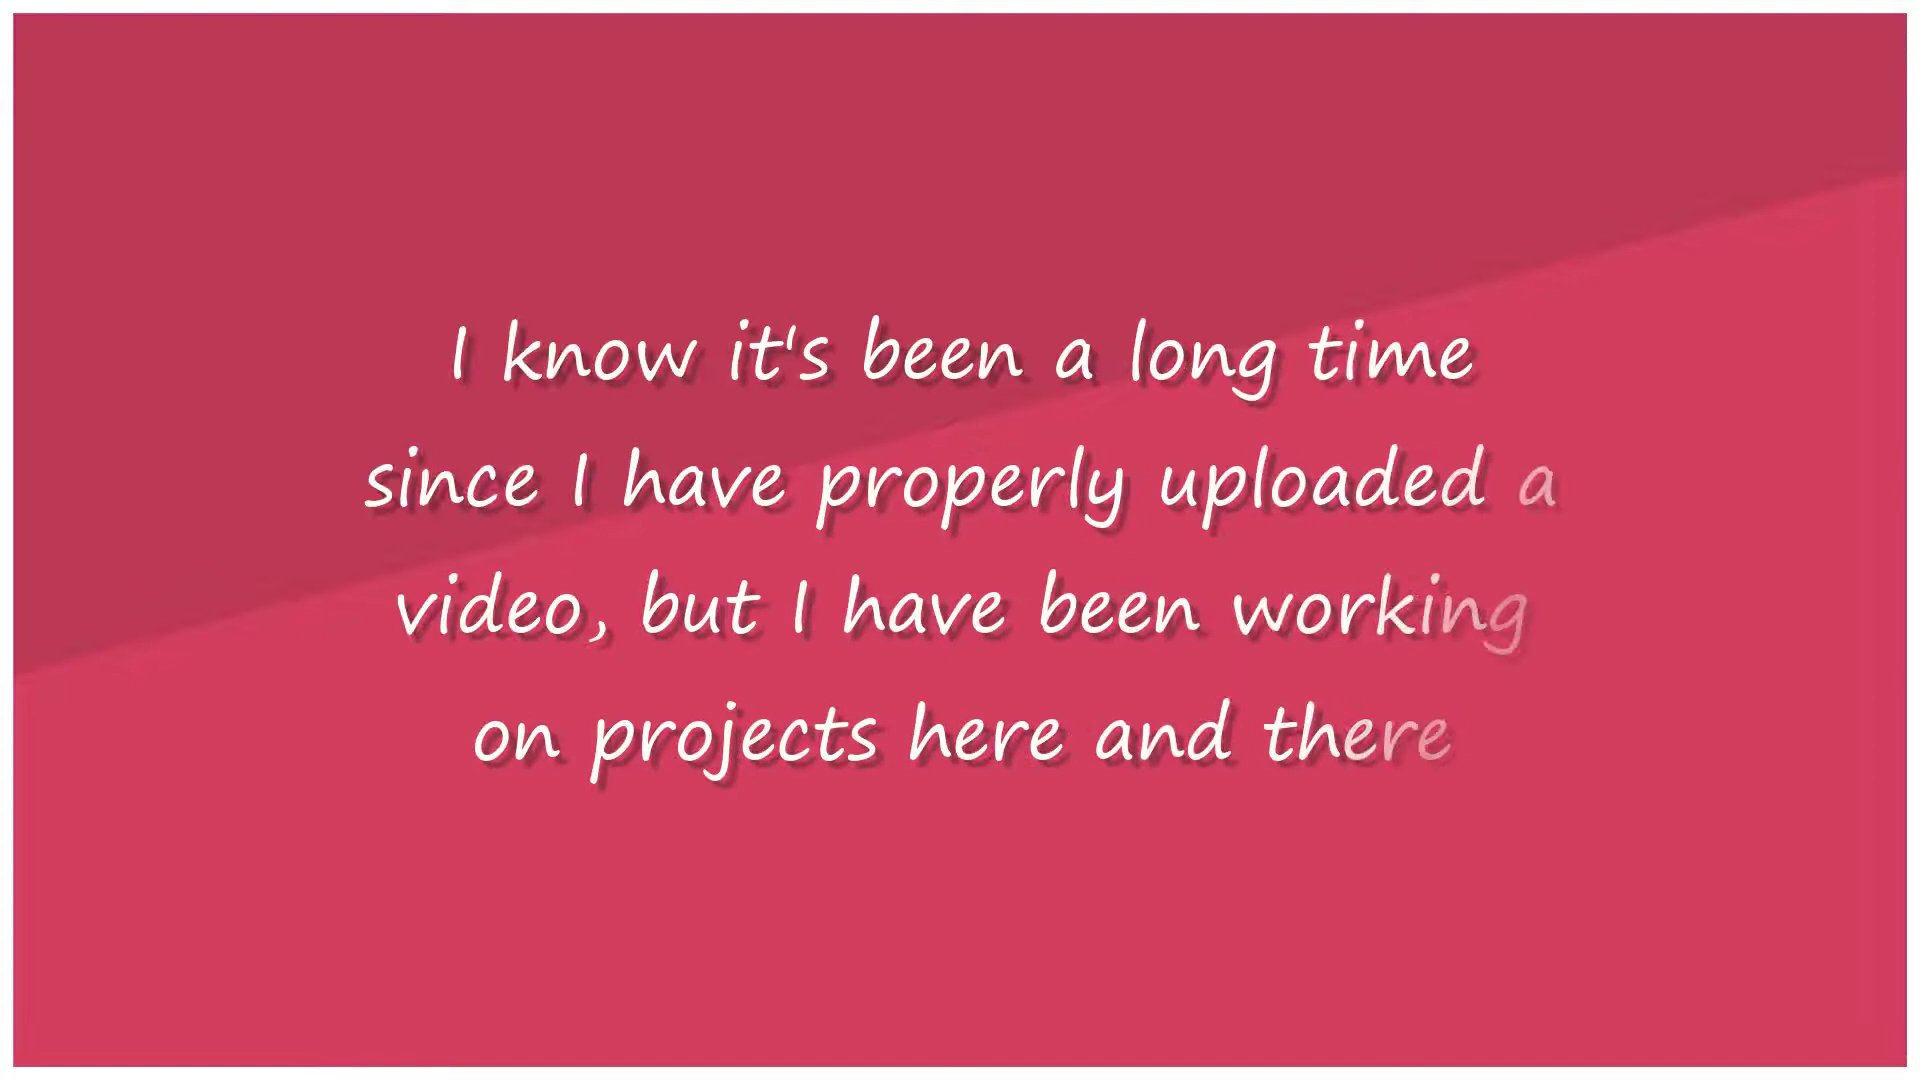 I know it's been a long time
since I have properly uploaded a
video, but I have been working
on projects here and there